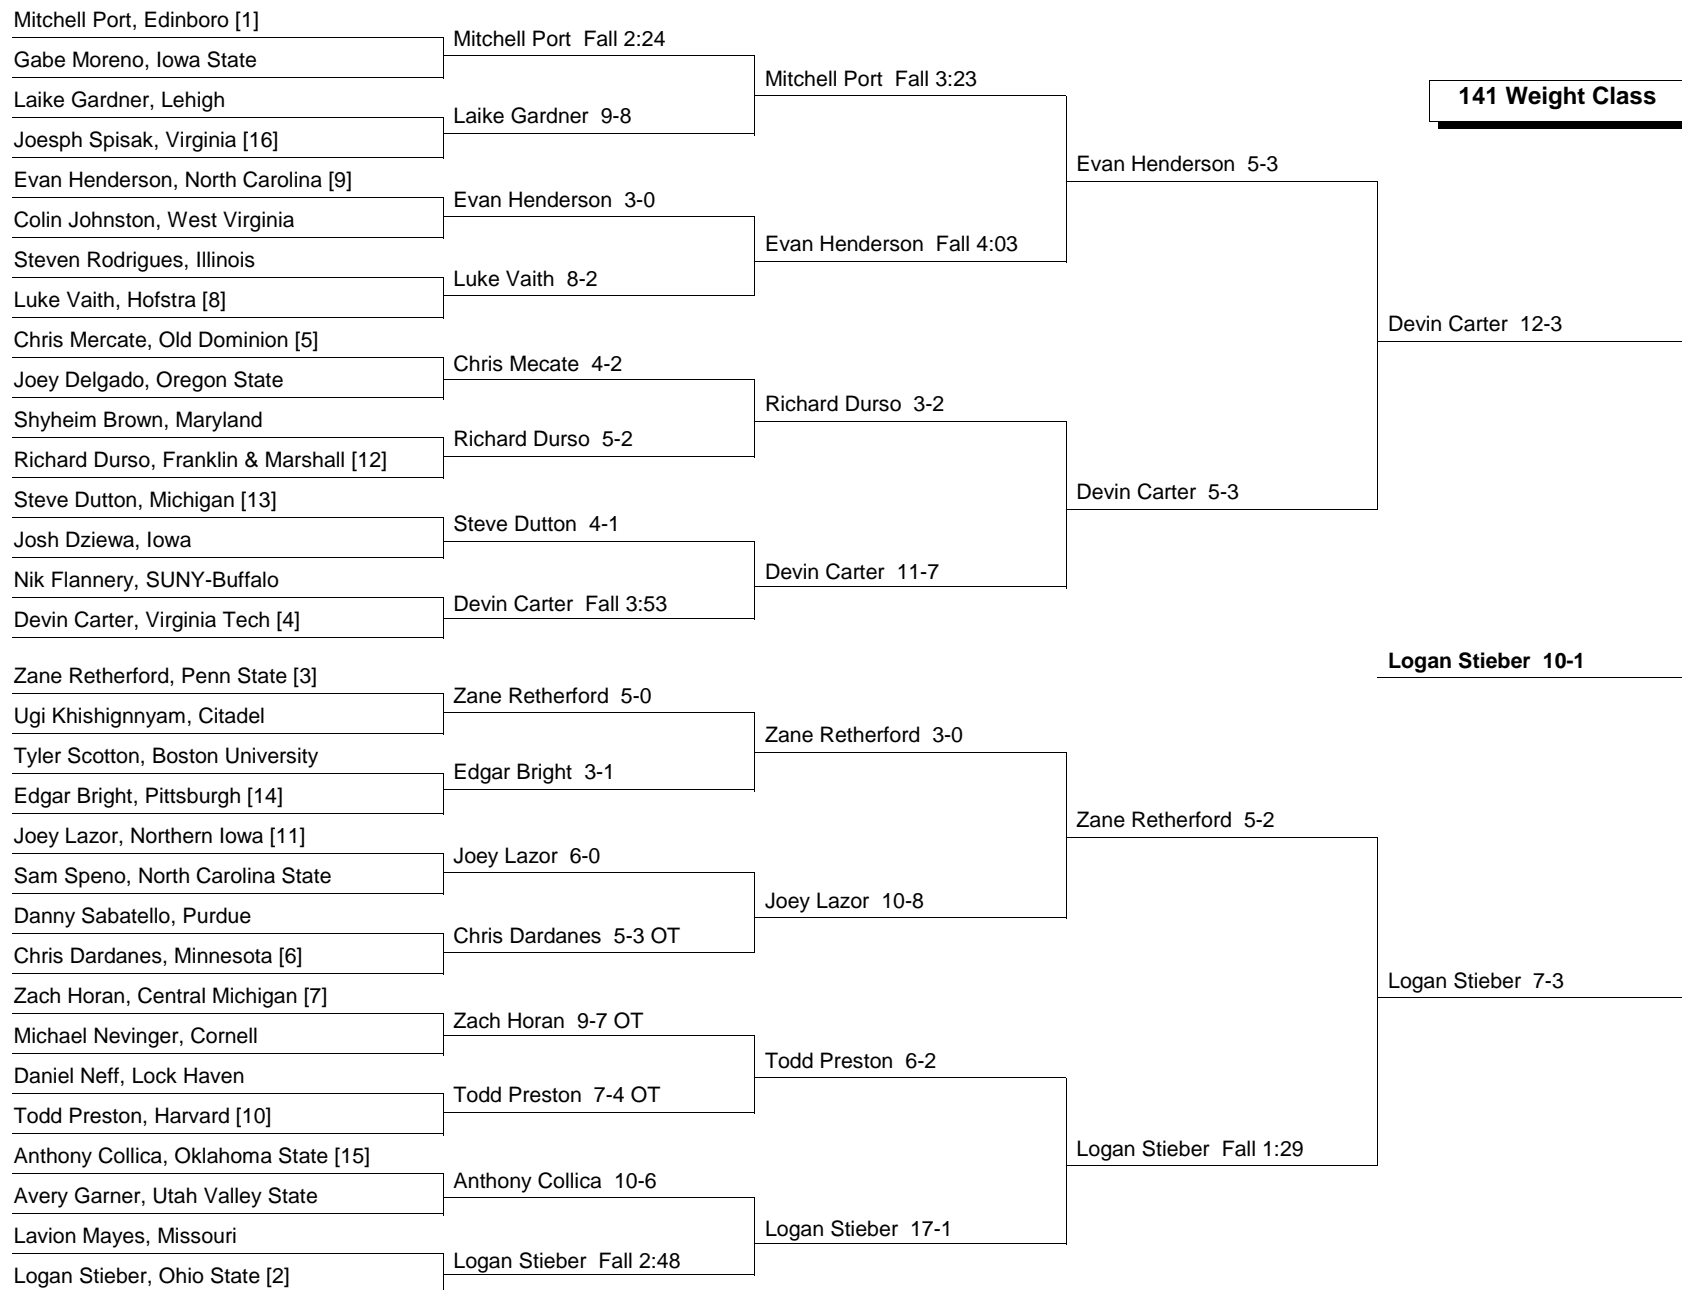 Mitchell Port, Edinboro [1]
Gabe Moreno, Iowa State
Laike Gardner, Lehigh
Joesph Spisak, Virginia [16]
Evan Henderson, North Carolina [9]
Colin Johnston, West Virginia
Steven Rodrigues, Illinois
Luke Vaith, Hofstra [8]
Chris Mercate, Old Dominion [5]
Joey Delgado, Oregon State
Shyheim Brown, Maryland
Richard Durso, Franklin & Marshall [12]
Steve Dutton, Michigan [13]
Josh Dziewa, Iowa
Nik Flannery, SUNY-Buffalo
Devin Carter, Virginia Tech [4]
Zane Retherford, Penn State [3]
Ugi Khishignnyam, Citadel
Tyler Scotton, Boston University
Edgar Bright, Pittsburgh [14]
Joey Lazor, Northern Iowa [11]
Sam Speno, North Carolina State
Danny Sabatello, Purdue
Chris Dardanes, Minnesota [6]
Zach Horan, Central Michigan [7]
Michael Nevinger, Cornell
Daniel Neff, Lock Haven
Todd Preston, Harvard [10]
Anthony Collica, Oklahoma State [15]
Avery Garner, Utah Valley State
Lavion Mayes, Missouri
Logan Stieber, Ohio State [2]
Mitchell Port Fall 2:24
Laike Gardner 9-8
Evan Henderson 3-0
Luke Vaith 8-2
Chris Mecate 4-2
Richard Durso 5-2
Steve Dutton 4-1
Devin Carter Fall 3:53
Zane Retherford 5-0
Edgar Bright 3-1
Joey Lazor 6-0
Chris Dardanes 5-3 OT
Zach Horan 9-7 OT
Todd Preston 7-4 OT
Anthony Collica 10-6
Logan Stieber Fall 2:48
Mitchell Port Fall 3:23
Evan Henderson Fall 4:03
Richard Durso 3-2
Devin Carter 11-7
Zane Retherford 3-0
Joey Lazor 10-8
Todd Preston 6-2
Logan Stieber 17-1
Evan Henderson 5-3
Devin Carter 5-3
Zane Retherford 5-2
Logan Stieber Fall 1:29
141 Weight Class
Devin Carter 12-3
Logan Stieber 10-1
Logan Stieber 7-3